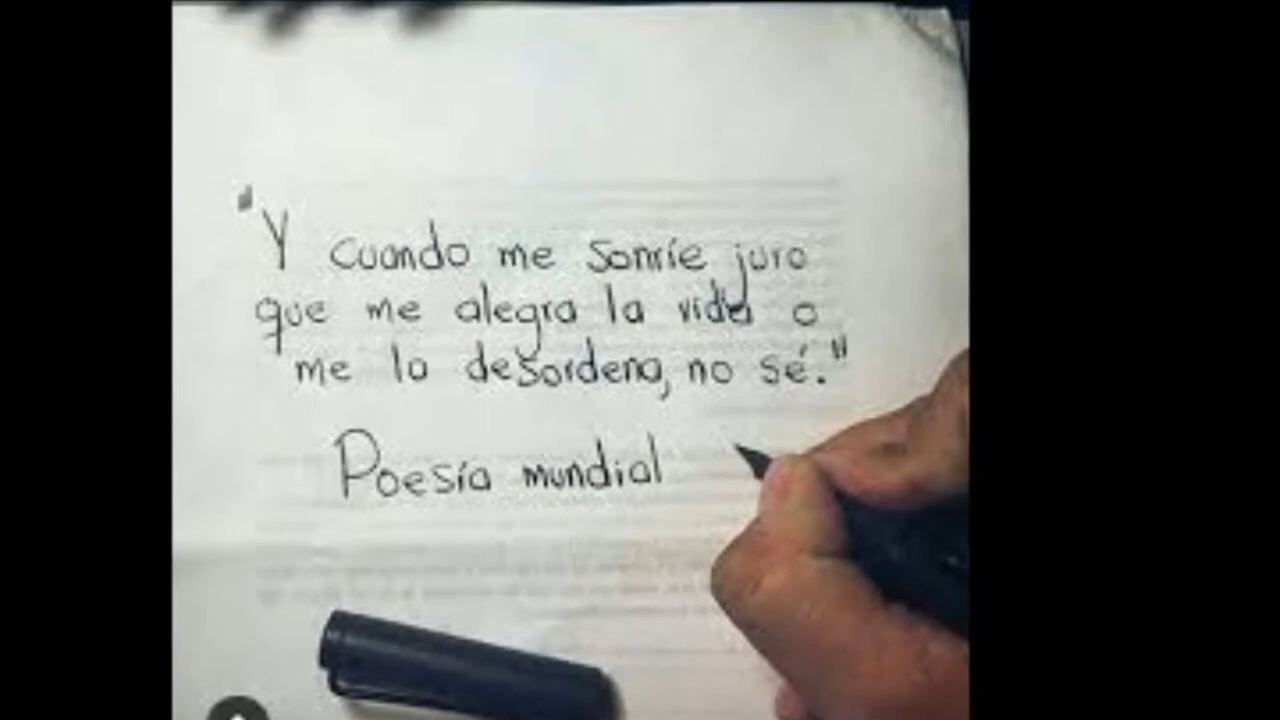 "Y cuando me sonríe juro
que me alegra la vida o
me la desordena, no sé."
Poesía mundial